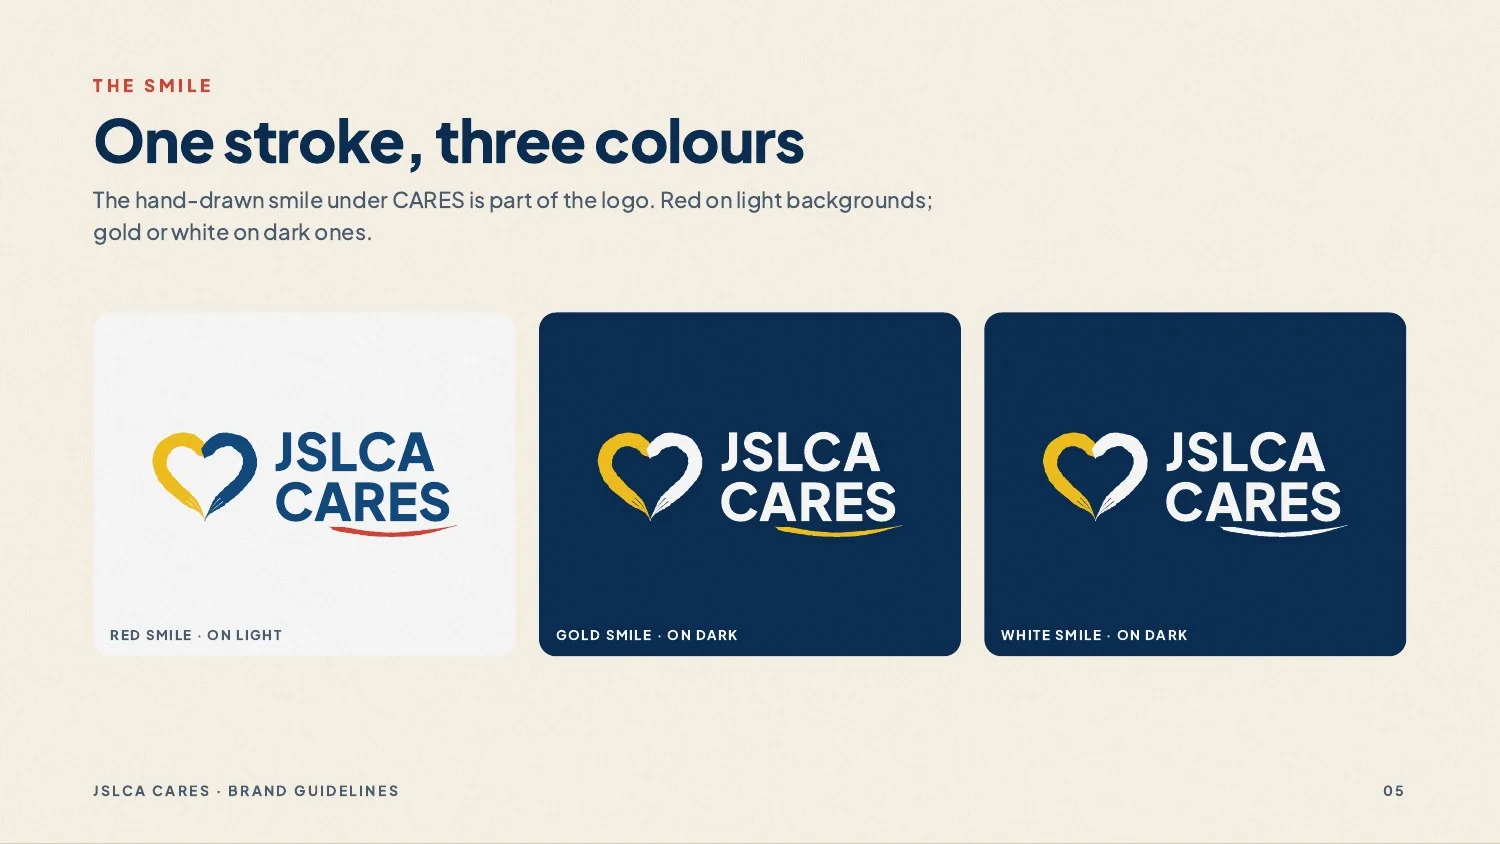 THE SMILE
One stroke, three colours
The hand-drawn smile under CARES is part of the logo. Red on light backgrounds;
gold or white on dark ones.
JSLCA
CARES
RED SMILE · ON LIGHT
JSLCA
CARES
GOLD SMILE · ON DARK
JSLCA
CARES
WHITE SMILE · ON DARK
JSLCA CARES · BRAND GUIDELINES
05